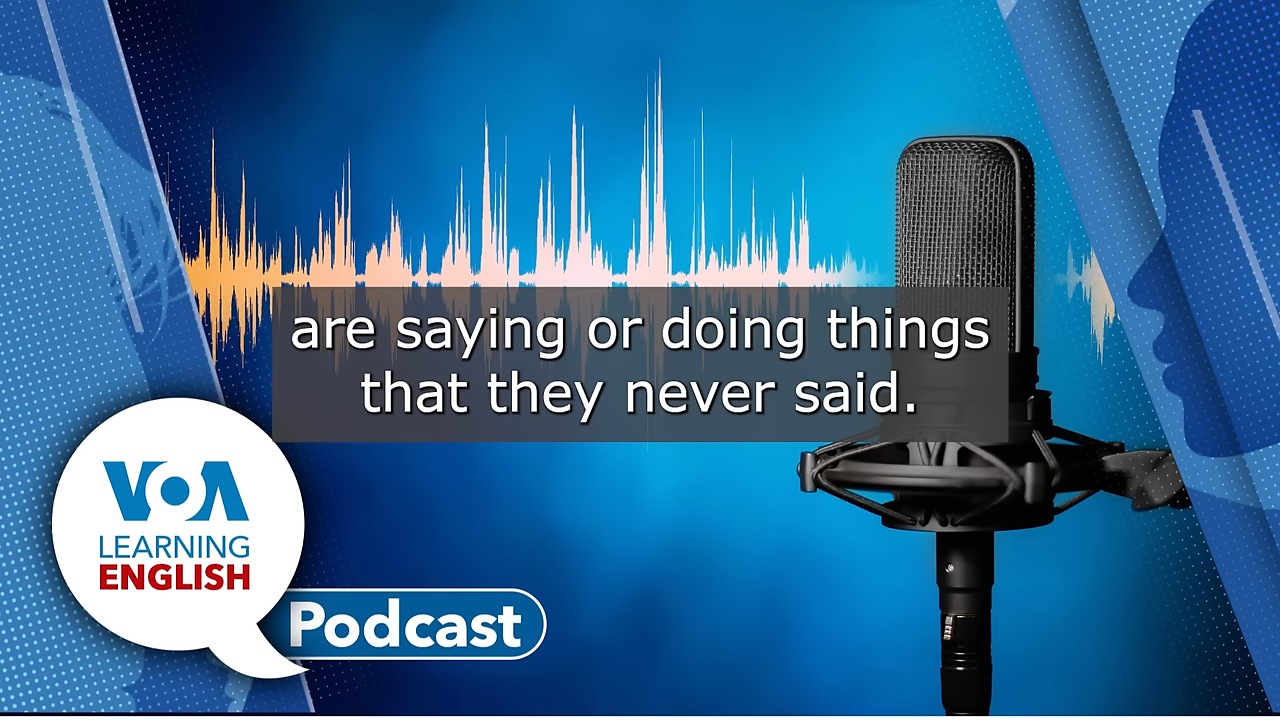 are saying or doing things
that they never said.
VOA
LEARNING
ENGLISH
Podcast